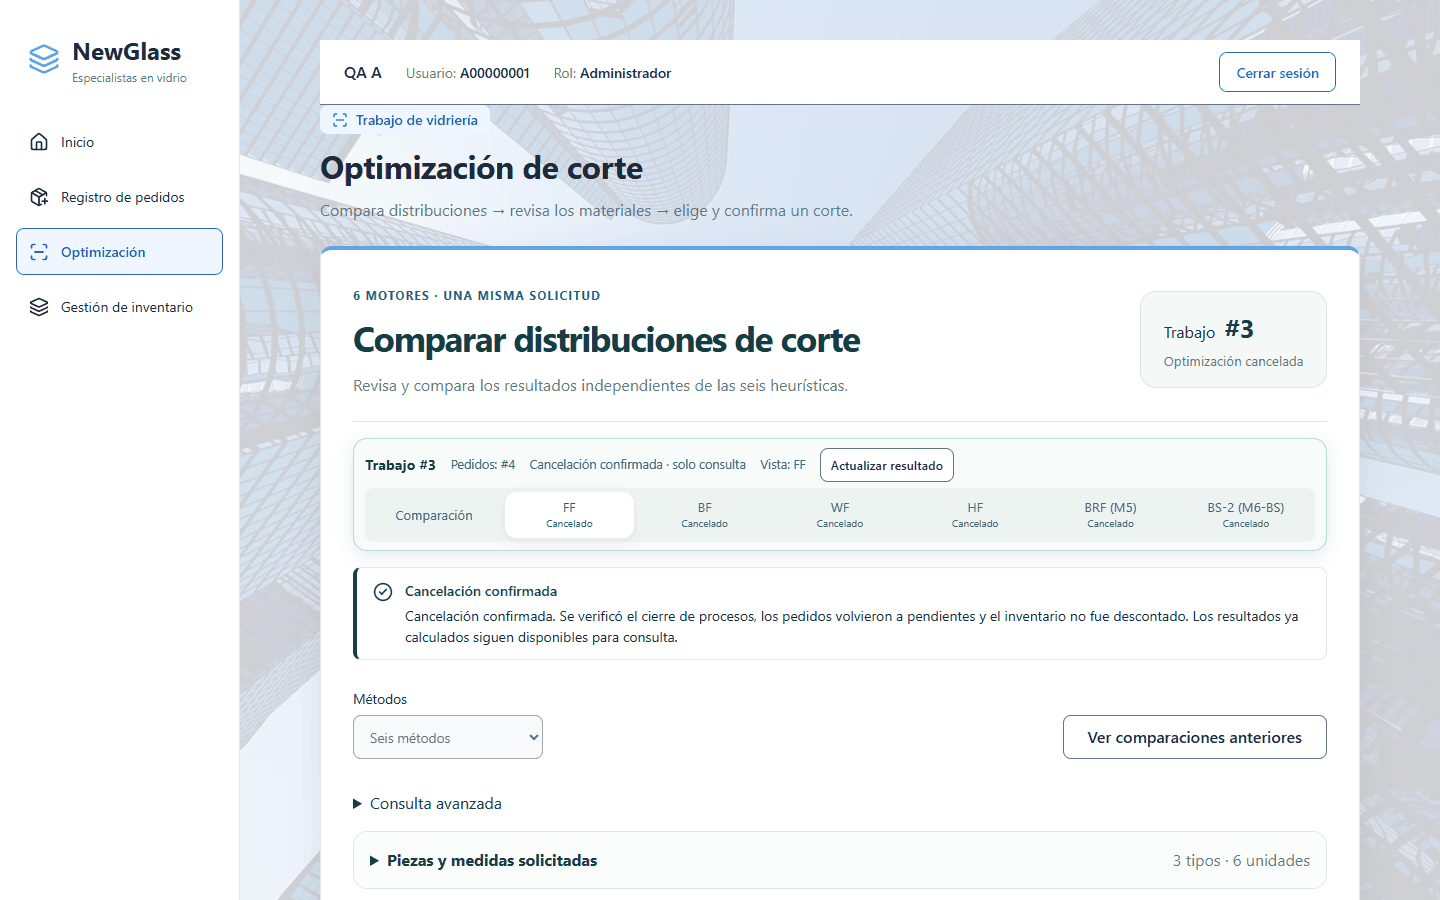 NewGlass
Especialistas en vidrio
Inicio
Registro de pedidos
Optimización
Gestión de inventario
QA A Usuario: A00000001 Rol: Administrador
Cerrar sesión
Trabajo de vidriería
Optimización de corte
Compara distribuciones → revisa los materiales → elige y confirma un corte.
6 MOTORES · UNA MISMA SOLICITUD
Comparar distribuciones de corte
Revisa y compara los resultados independientes de las seis heurísticas.
Trabajo #3
Optimización cancelada
Trabajo #3 Pedidos: #4 Cancelación confirmada · solo consulta Vista: FF Actualizar resultado
Comparación
FF
Cancelado
BF
Cancelado
WF
Cancelado
HF
Cancelado
BRF (M5)
Cancelado
BS-2 (M6-BS)
Cancelado
Cancelación confirmada
Cancelación confirmada. Se verificó el cierre de procesos, los pedidos volvieron a pendientes y el inventario no fue descontado. Los resultados ya
calculados siguen disponibles para consulta.
Métodos
Seis métodos
Ver comparaciones anteriores
Consulta avanzada
Piezas y medidas solicitadas
3 tipos · 6 unidades